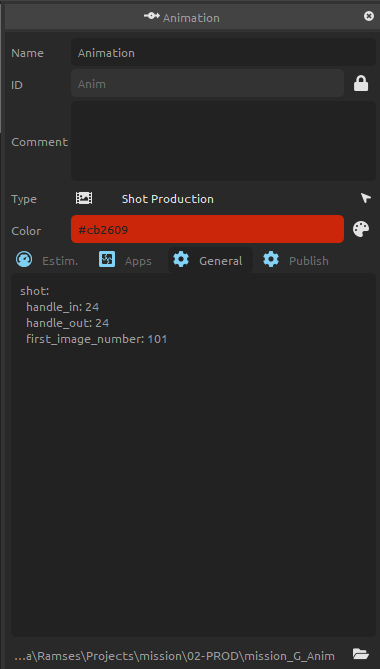 Animation
Name Animation
ID Anim
Comment
Type Shot Production
Color #cb2609
Estim. Apps General Publish
shot:
handle_in: 24
handle_out: 24
first_image_number: 101
...a\Ramses\Projects\mission\02-PROD\mission_G_Anim